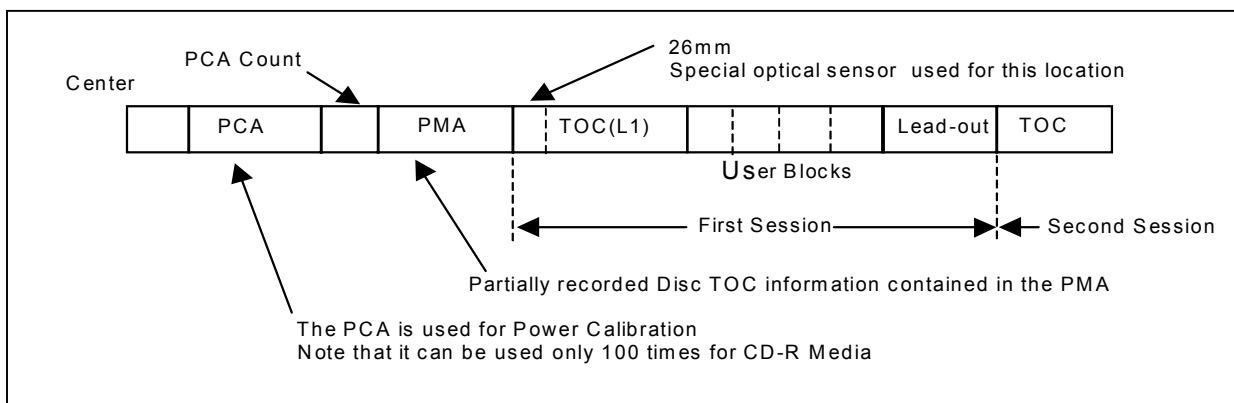 26mm
PCA Count
Special optical sensor used for this location
Center
PCA
PMA
TOC(L1)
Lead-out
TOC
User Blocks
First Session
Second Session
Partially recorded Disc TOC information contained in the PMA
The PCA is used for Power Calibration
Note that it can be used only 100 times for CD-R Media